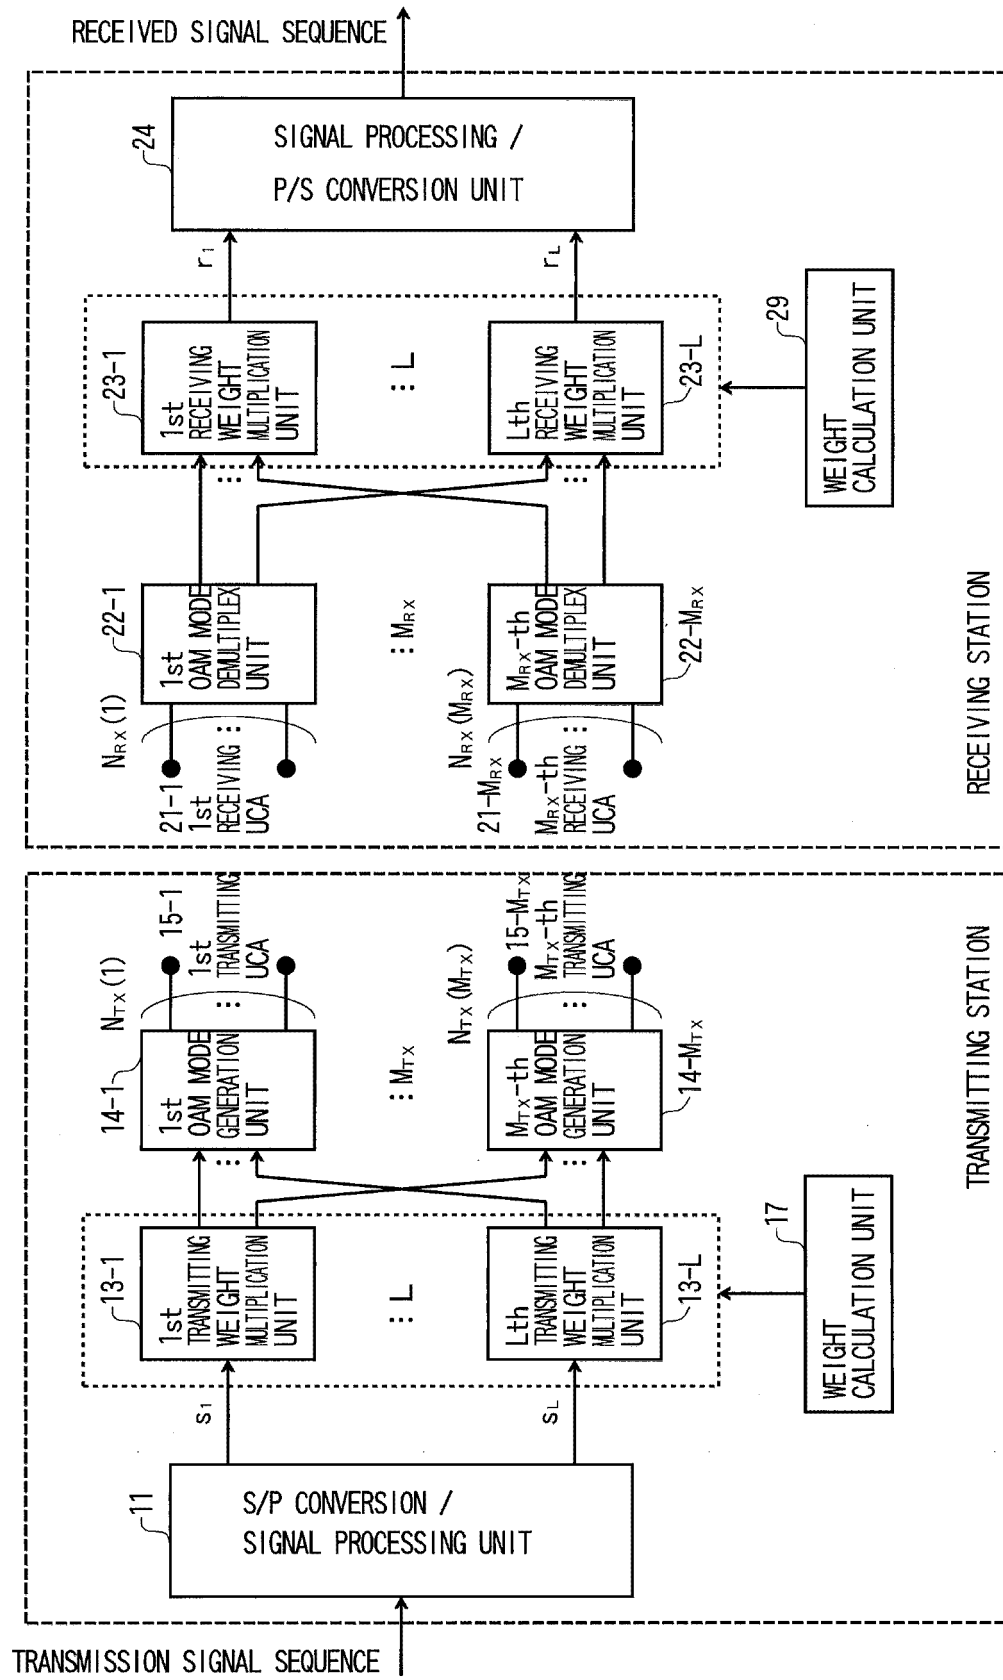 RECEIVED SIGNAL SEQUENCE
24
SIGNAL PROCESSING /
P/S CONVERSION UNIT
r1
rL
23-1
1st
RECEIVING
WEIGHT
MULTIPLICATION
UNIT
⋮ L
Lth
RECEIVING
WEIGHT
MULTIPLICATION
UNIT
23-L
29
WEIGHT
CALCULATION UNIT
22-1
1st
OAM MODE
DEMULTIPLEX
UNIT
⋮ MRX
MRX-th
OAM MODE
DEMULTIPLEX
UNIT
22-MRX
NRX(1)
21-1
1st
RECEIVING
UCA
NRX(MRX)
21-MRX
MRX-th
RECEIVING
UCA
RECEIVING STATION
NTX(1)
15-1
1st
TRANSMITTING
UCA
NTX(MTX)
15-MTX
MTX-th
TRANSMITTING
UCA
14-1
1st
OAM MODE
GENERATION
UNIT
⋮ MTX
MTX-th
OAM MODE
GENERATION
UNIT
14-MTX
13-1
1st
TRANSMITTING
WEIGHT
MULTIPLICATION
UNIT
⋮ L
Lth
TRANSMITTING
WEIGHT
MULTIPLICATION
UNIT
13-L
17
WEIGHT
CALCULATION UNIT
TRANSMITTING STATION
s1
sL
11
S/P CONVERSION /
SIGNAL PROCESSING UNIT
TRANSMISSION SIGNAL SEQUENCE